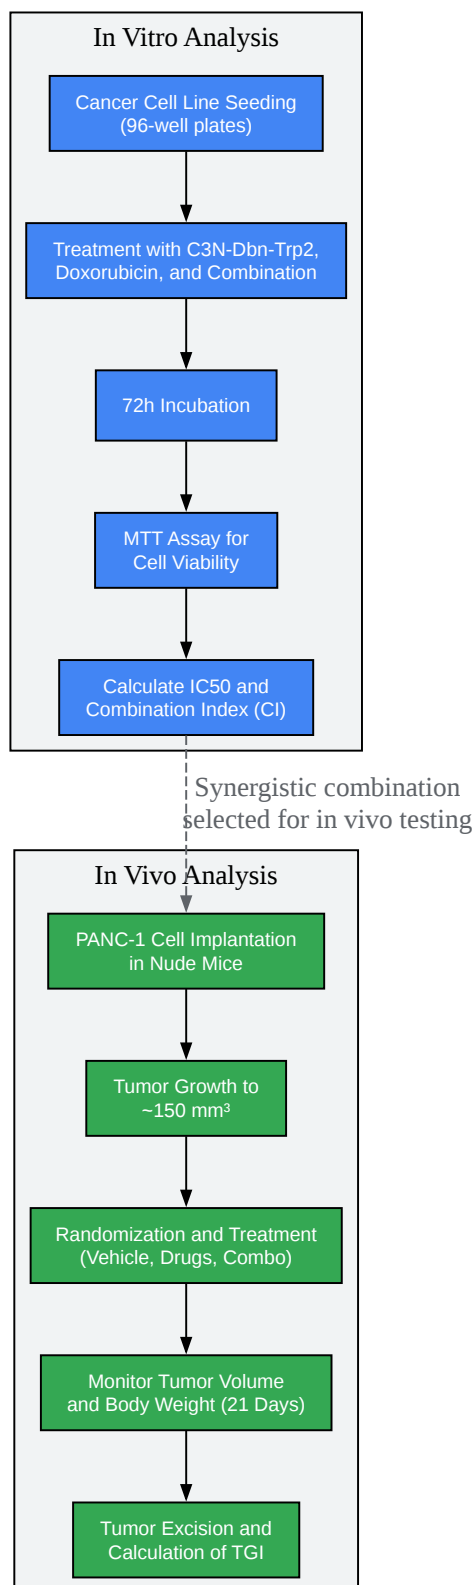 In Vitro Analysis
Cancer Cell Line Seeding
(96-well plates)
Treatment with C3N-Dbn-Trp2,
Doxorubicin, and Combination
72h Incubation
MTT Assay for
Cell Viability
Calculate IC50 and
Combination Index (CI)
Synergistic combination
selected for in vivo testing
In Vivo Analysis
PANC-1 Cell Implantation
in Nude Mice
Tumor Growth to
~150 mm³
Randomization and Treatment
(Vehicle, Drugs, Combo)
Monitor Tumor Volume
and Body Weight (21 Days)
Tumor Excision and
Calculation of TGI